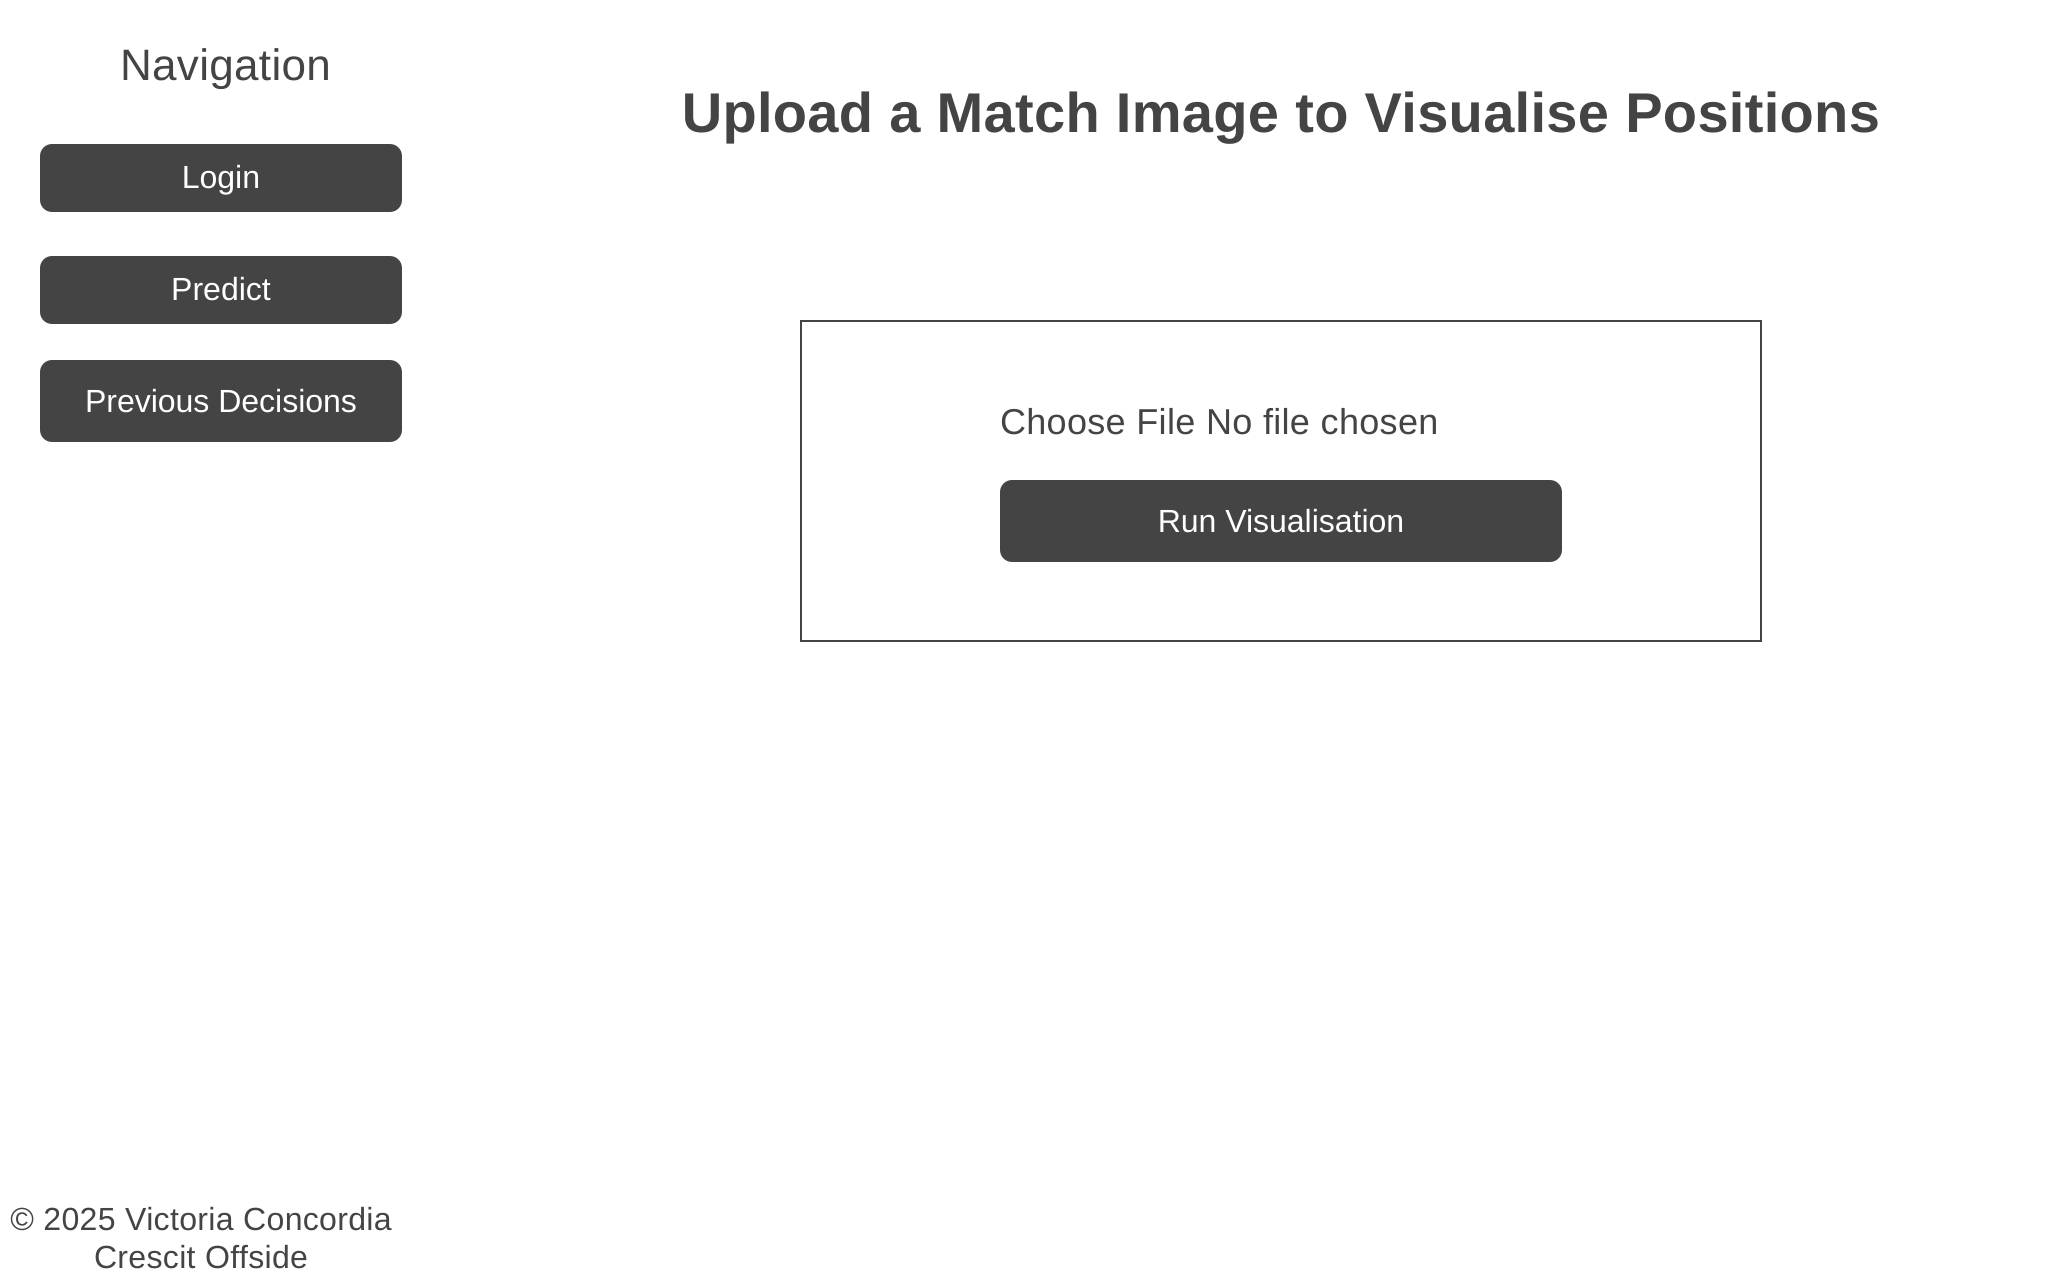 Navigation
Login
Predict
Previous Decisions
© 2025 Victoria Concordia
Crescit Offside
Upload a Match Image to Visualise Positions
Choose File No file chosen
Run Visualisation